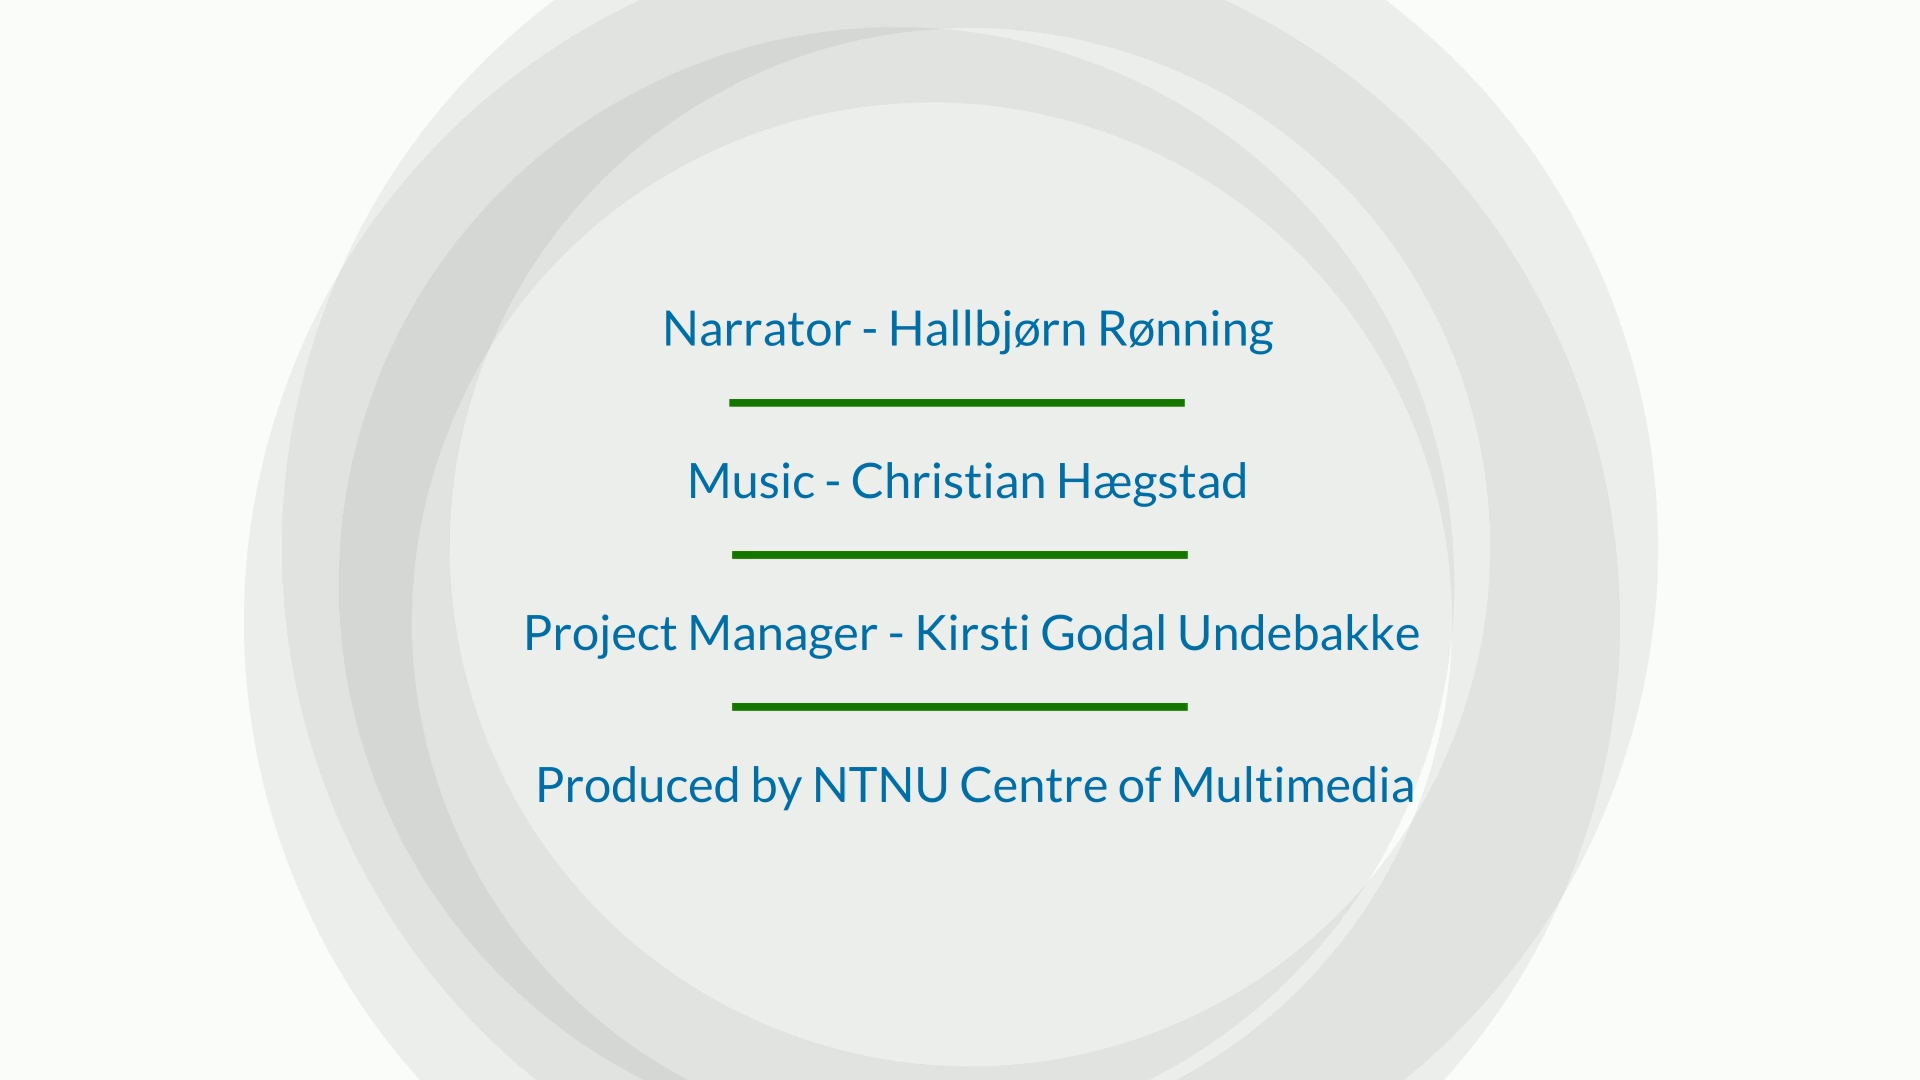 Narrator - Hallbjørn Rønning
Music - Christian Hægstad
Project Manager - Kirsti Godal Undebakke
Produced by NTNU Centre of Multimedia